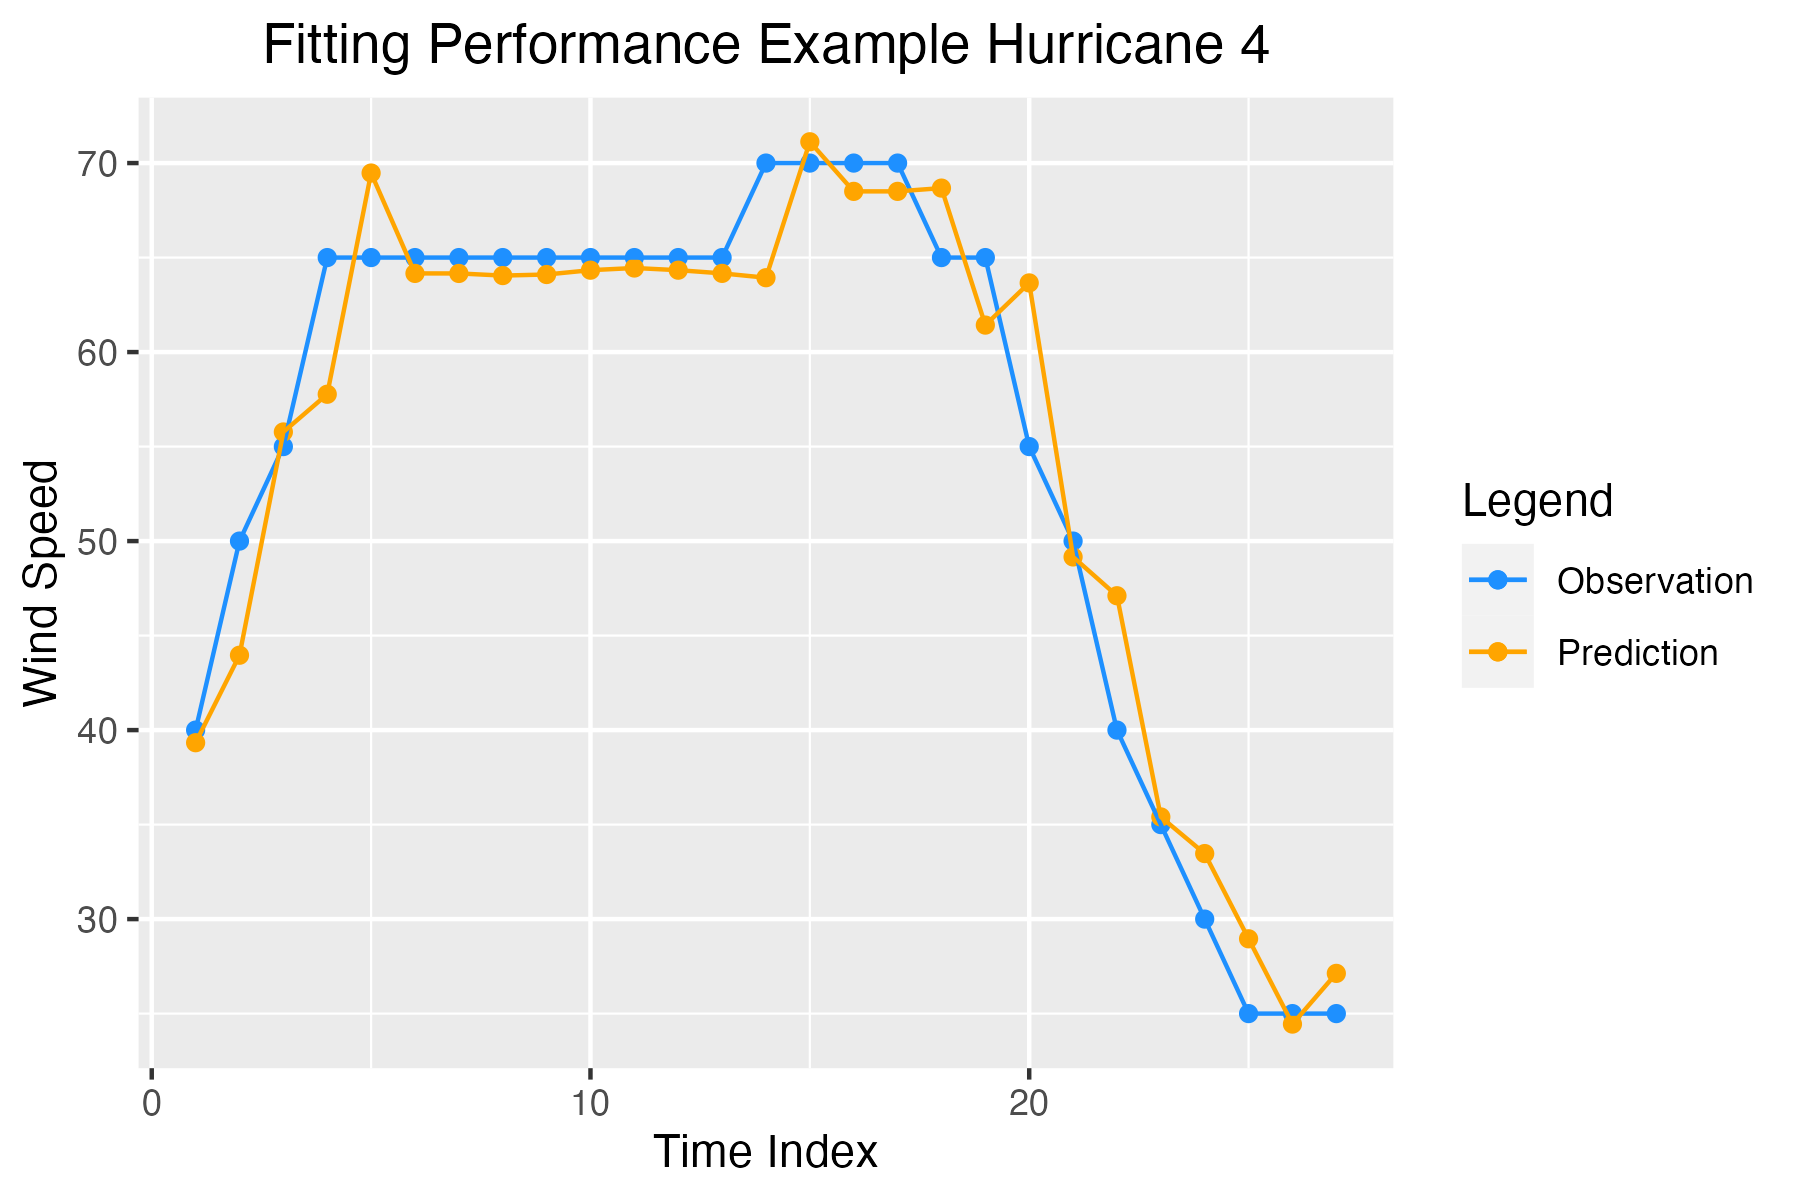 Fitting Performance Example Hurricane 4
Wind Speed
70
60
50
40
30
0
10
20
Time Index
Legend
Observation
Prediction